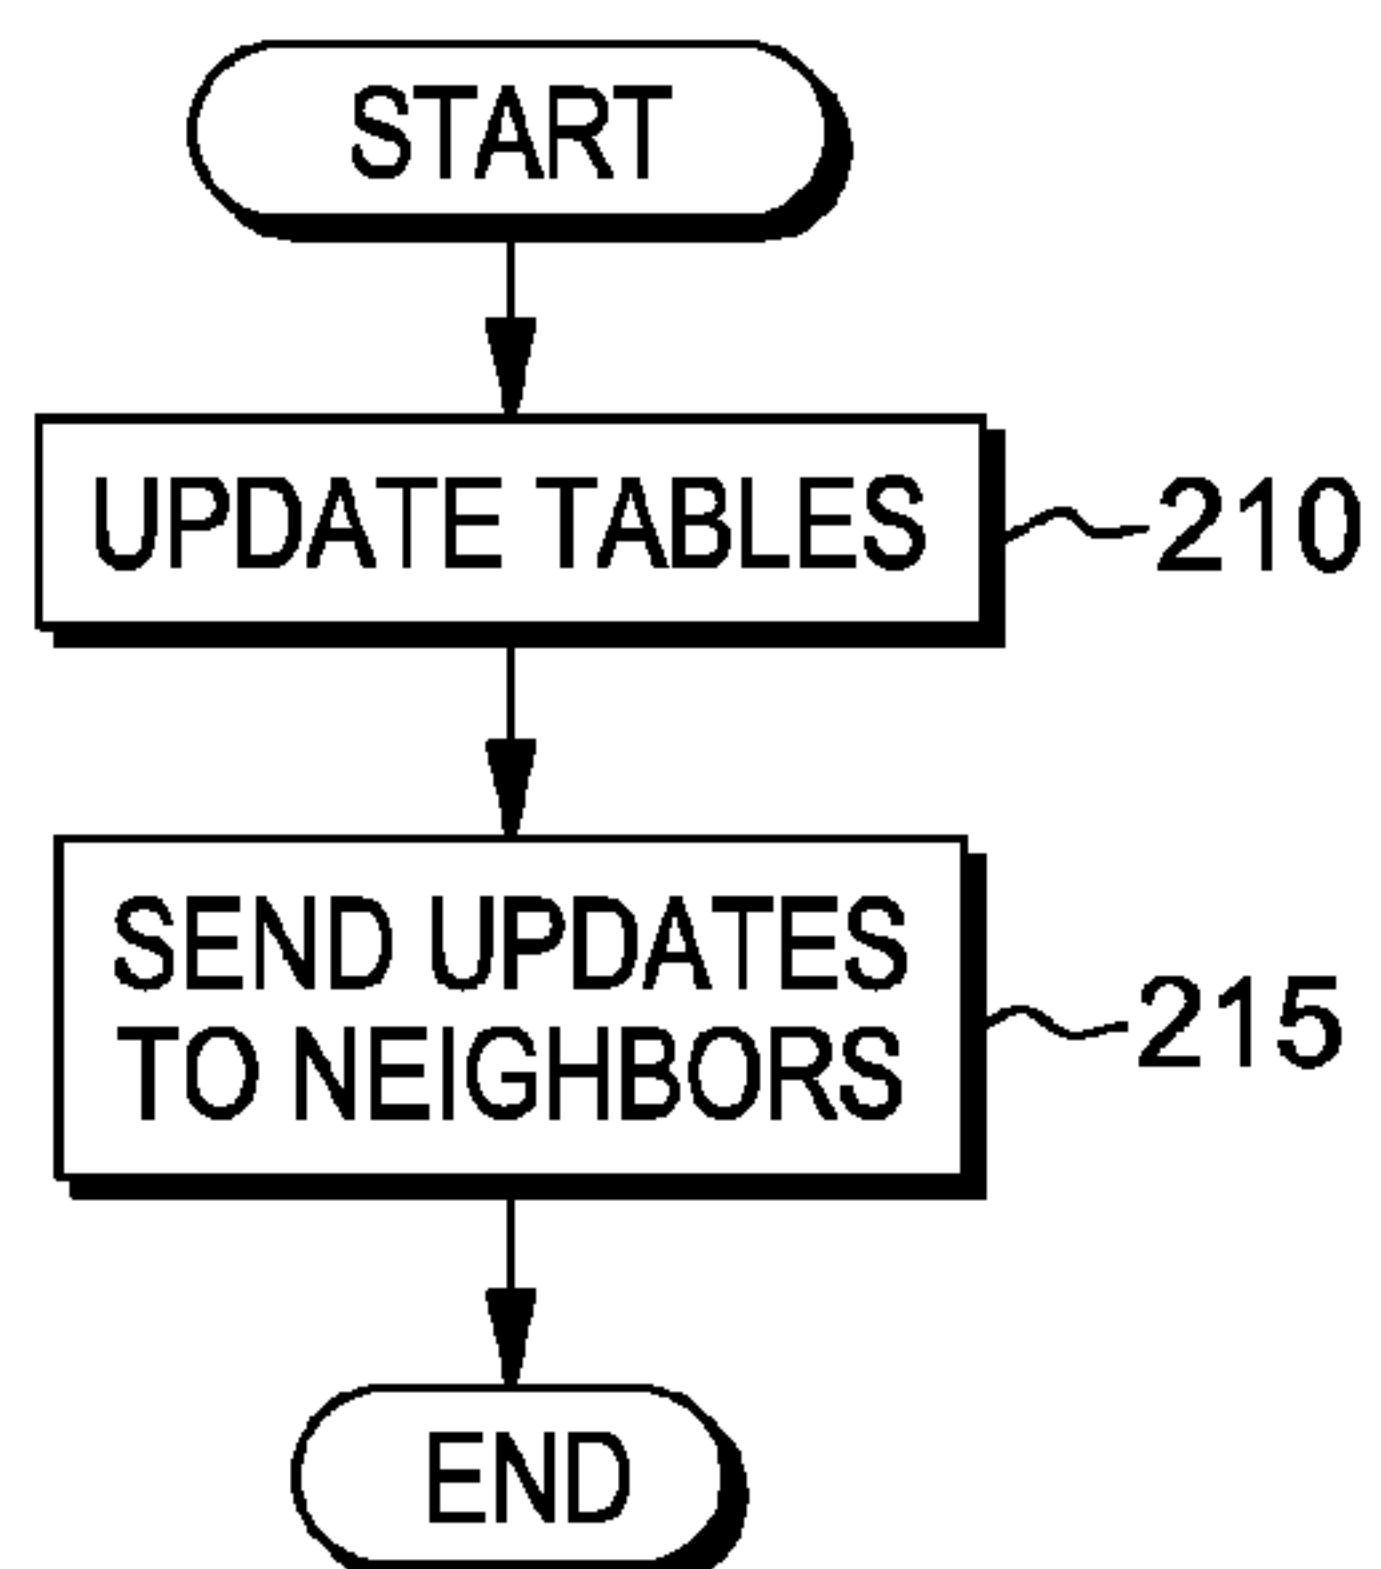 START
UPDATE TABLES
210
SEND UPDATES
TO NEIGHBORS
215
END